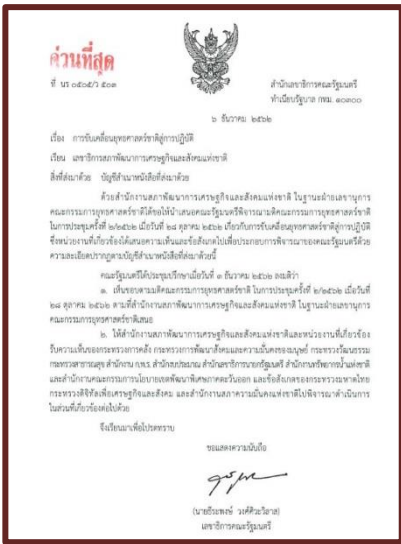 ด่วนที่สุด
ที่ นร ๐๕๐๕/ว ๕๐๓
สำนักเลขาธิการคณะรัฐมนตรี
ทำเนียบรัฐบาล กทม. ๑๐๓๐๐
๖ ธันวาคม ๒๕๖๒
เรื่อง การขับเคลื่อนยุทธศาสตร์ชาติสู่การปฏิบัติ
เรียน เลขาธิการสภาพัฒนาการเศรษฐกิจและสังคมแห่งชาติ
สิ่งที่ส่งมาด้วย บัญชีสำเนาหนังสือที่ส่งมาด้วย
ด้วยสำนักงานสภาพัฒนาการเศรษฐกิจและสังคมแห่งชาติ ในฐานะฝ่ายเลขานุการ
คณะกรรมการยุทธศาสตร์ชาติได้ขอให้นำเสนอคณะรัฐมนตรีพิจารณามติคณะกรรมการยุทธศาสตร์ชาติ
ในการประชุมครั้งที่ ๒/๒๕๖๒ เมื่อวันที่ ๒๘ ตุลาคม ๒๕๖๒ เกี่ยวกับการขับเคลื่อนยุทธศาสตร์ชาติสู่การปฏิบัติ
ซึ่งหน่วยงานที่เกี่ยวข้องได้เสนอความเห็นและข้อสังเกตไปเพื่อประกอบการพิจารณาของคณะรัฐมนตรีด้วย
ความละเอียดปรากฏตามบัญชีสำเนาหนังสือที่ส่งมาด้วยนี้
คณะรัฐมนตรีได้ประชุมปรึกษาเมื่อวันที่ ๓ ธันวาคม ๒๕๖๒ ลงมติว่า
๑. เห็นชอบตามมติคณะกรรมการยุทธศาสตร์ชาติ ในการประชุมครั้งที่ ๒/๒๕๖๒ เมื่อวันที่
๒๘ ตุลาคม ๒๕๖๒ ตามที่สำนักงานสภาพัฒนาการเศรษฐกิจและสังคมแห่งชาติ ในฐานะฝ่ายเลขานุการ
คณะกรรมการยุทธศาสตร์ชาติเสนอ
๒. ให้สำนักงานสภาพัฒนาการเศรษฐกิจและสังคมแห่งชาติและหน่วยงานที่เกี่ยวข้อง
รับความเห็นของกระทรวงการคลัง กระทรวงการพัฒนาสังคมและความมั่นคงของมนุษย์ กระทรวงวัฒนธรรม
กระทรวงสาธารณสุข สำนักงาน ก.พ.ร. สำนักงบประมาณ สำนักเลขาธิการนายกรัฐมนตรี สำนักงานทรัพยากรน้ำแห่งชาติ
และสำนักงานคณะกรรมการนโยบายเขตพัฒนาพิเศษภาคตะวันออก และข้อสังเกตของกระทรวงมหาดไทย
กระทรวงดิจิทัลเพื่อเศรษฐกิจและสังคม และสำนักงานสภาความมั่นคงแห่งชาติไปพิจารณาดำเนินการ
ในส่วนที่เกี่ยวข้องต่อไปด้วย
จึงเรียนมาเพื่อโปรดทราบ
ขอแสดงความนับถือ
(นายธีระพงษ์ วงศ์ศิวะวิลาส)
เลขาธิการคณะรัฐมนตรี